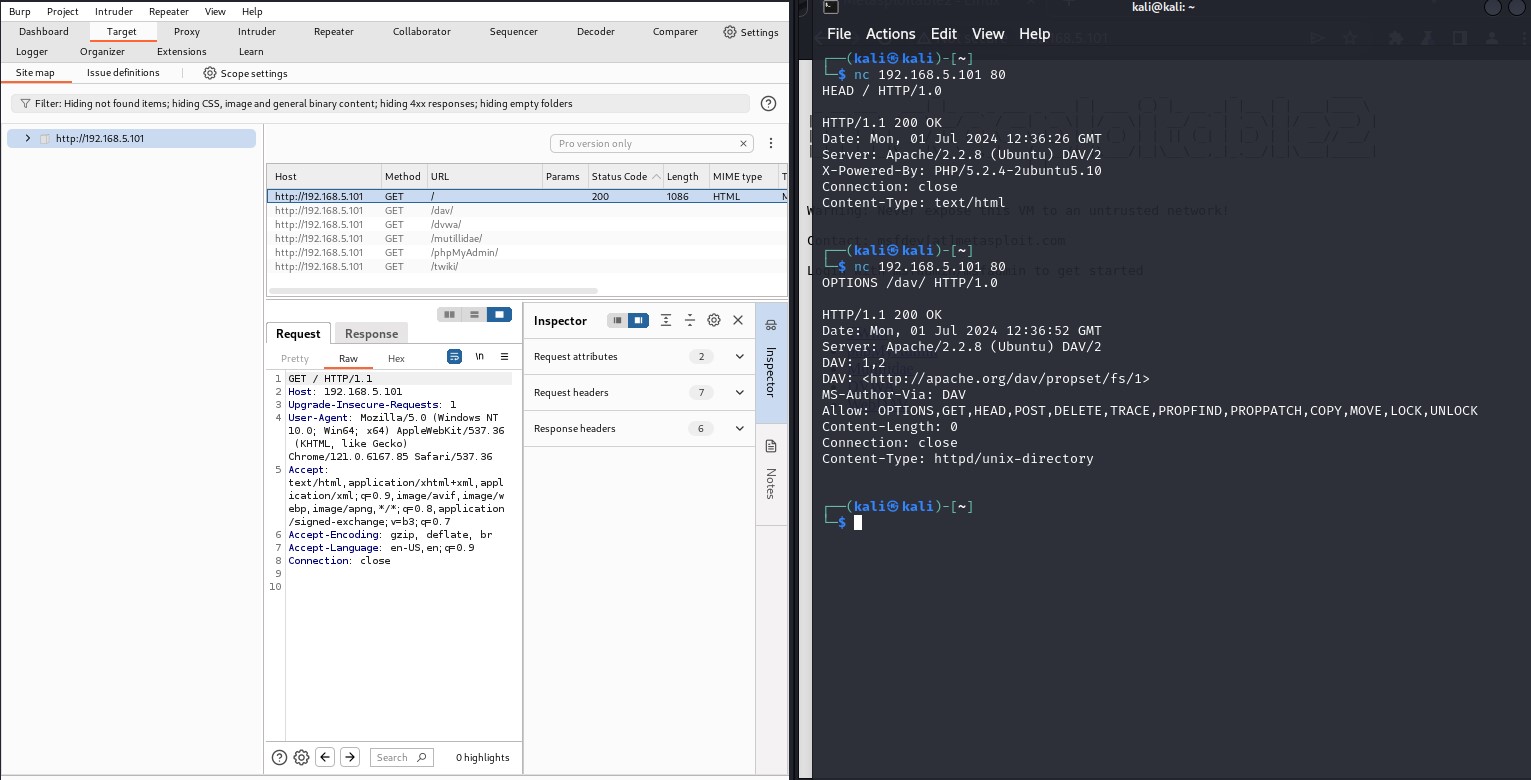 Burp Project Intruder Repeater View Help
Dashboard Target Proxy Intruder Repeater Collaborator Sequencer Decoder Comparer Settings
Logger Organizer Extensions Learn
Site map Issue definitions Scope settings
Filter: Hiding not found items; hiding CSS, image and general binary content; hiding 4xx responses; hiding empty folders
http://192.168.5.101
Pro version only
Host Method URL Params Status Code Length MIME type T
http://192.168.5.101 GET / 200 1086 HTML M
http://192.168.5.101 GET /dav/
http://192.168.5.101 GET /dvwa/
http://192.168.5.101 GET /mutillidae/
http://192.168.5.101 GET /phpMyAdmin/
http://192.168.5.101 GET /twiki/
Request Response
Pretty Raw Hex \n
1 GET / HTTP/1.1
2 Host: 192.168.5.101
3 Upgrade-Insecure-Requests: 1
4 User-Agent: Mozilla/5.0 (Windows NT
10.0; Win64; x64) AppleWebKit/537.36
(KHTML, like Gecko)
Chrome/121.0.6167.85 Safari/537.36
5 Accept:
text/html,application/xhtml+xml,appl
ication/xml;q=0.9,image/avif,image/w
ebp,image/apng,*/*;q=0.8,application
/signed-exchange;v=b3;q=0.7
6 Accept-Encoding: gzip, deflate, br
7 Accept-Language: en-US,en;q=0.9
8 Connection: close
9
10
Search 0 highlights
Inspector
Request attributes 2
Request headers 7
Response headers 6
Inspector
Notes
kali@kali: ~
File Actions Edit View Help
┌──(kali㉿kali)-[~]
└─$ nc 192.168.5.101 80
HEAD / HTTP/1.0
HTTP/1.1 200 OK
Date: Mon, 01 Jul 2024 12:36:26 GMT
Server: Apache/2.2.8 (Ubuntu) DAV/2
X-Powered-By: PHP/5.2.4-2ubuntu5.10
Connection: close
Content-Type: text/html
Warning: Never expose this VM to an untrusted network!
┌──(kali㉿kali)-[~]
└─$ nc 192.168.5.101 80
OPTIONS /dav/ HTTP/1.0
HTTP/1.1 200 OK
Date: Mon, 01 Jul 2024 12:36:52 GMT
Server: Apache/2.2.8 (Ubuntu) DAV/2
DAV: 1,2
DAV: <http://apache.org/dav/propset/fs/1>
MS-Author-Via: DAV
Allow: OPTIONS,GET,HEAD,POST,DELETE,TRACE,PROPFIND,PROPPATCH,COPY,MOVE,LOCK,UNLOCK
Content-Length: 0
Connection: close
Content-Type: httpd/unix-directory
┌──(kali㉿kali)-[~]
└─$